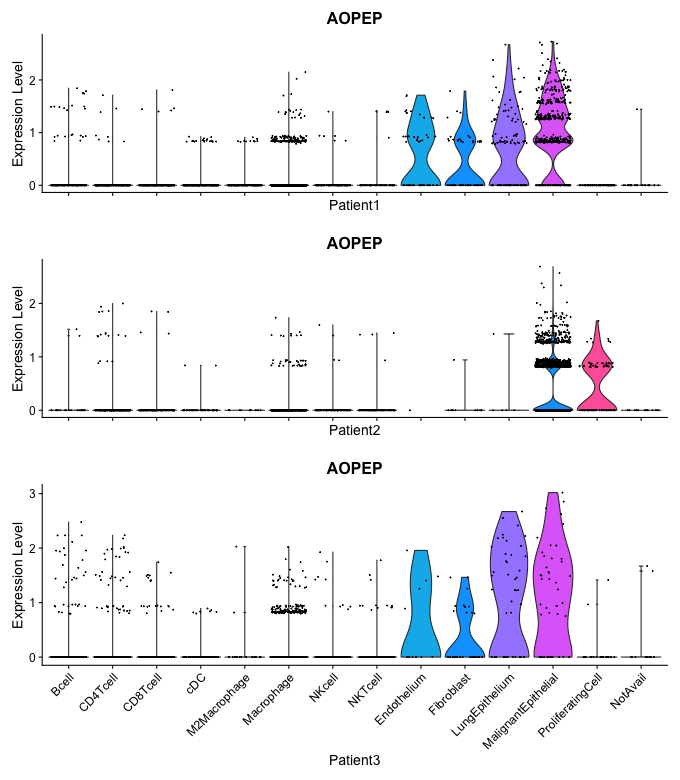 AOPEP
Expression Level
2
1
0
Patient1
AOPEP
Expression Level
2
1
0
Patient2
AOPEP
Expression Level
3
2
1
0
Bcell
CD4Tcell
CD8Tcell
cDC
M2Macrophage
Macrophage
NKcell
NKTcell
Endothelium
Fibroblast
LungEpithelium
MalignantEpithelial
ProliferatingCell
NotAvail
Patient3